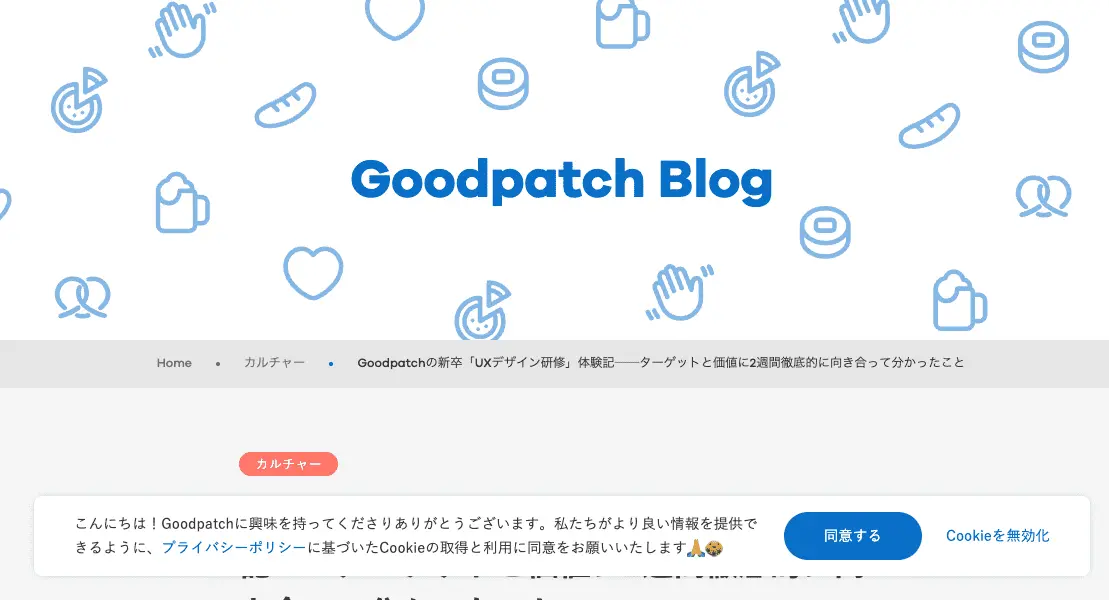 Goodpatch Blog
Home • カルチャー • Goodpatchの新卒「UXデザイン研修」体験記──ターゲットと価値に2週間徹底的に向き合って分かったこと
カルチャー
こんにちは！Goodpatchに興味を持ってくださりありがとうございます。私たちがより良い情報を提供で
きるように、プライバシーポリシーに基づいたCookieの取得と利用に同意をお願いいたします🙏🍪
同意する
Cookieを無効化